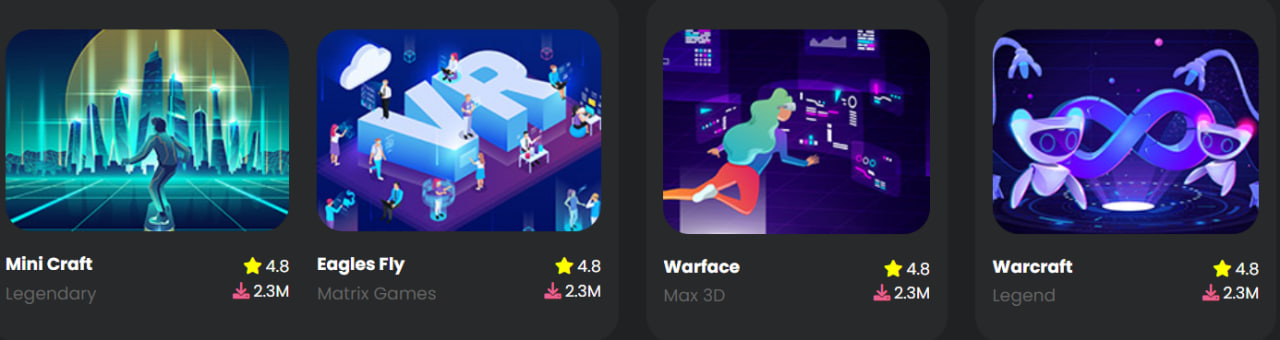 VR
Mini Craft
4.8
Legendary
2.3M
Eagles Fly
4.8
Matrix Games
2.3M
Warface
4.8
Max 3D
2.3M
Warcraft
4.8
Legend
2.3M